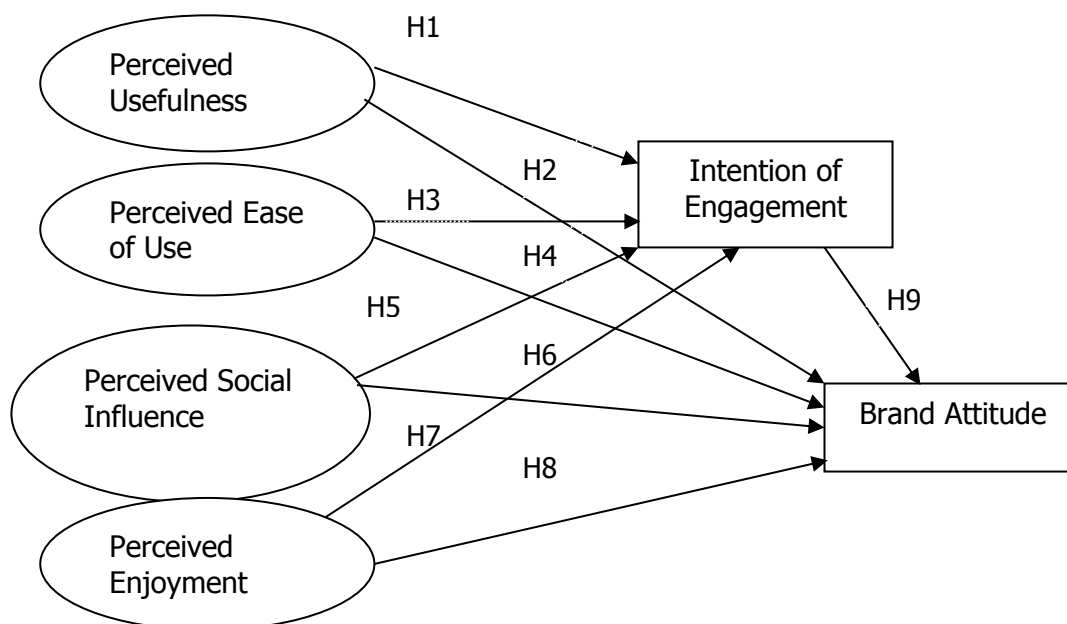 H1
Perceived
Usefulness
H2
Intention of
Engagement
Perceived Ease
of Use
H3
H4
H5
H9
Perceived Social
Influence
H6
Brand Attitude
H7
H8
Perceived
Enjoyment